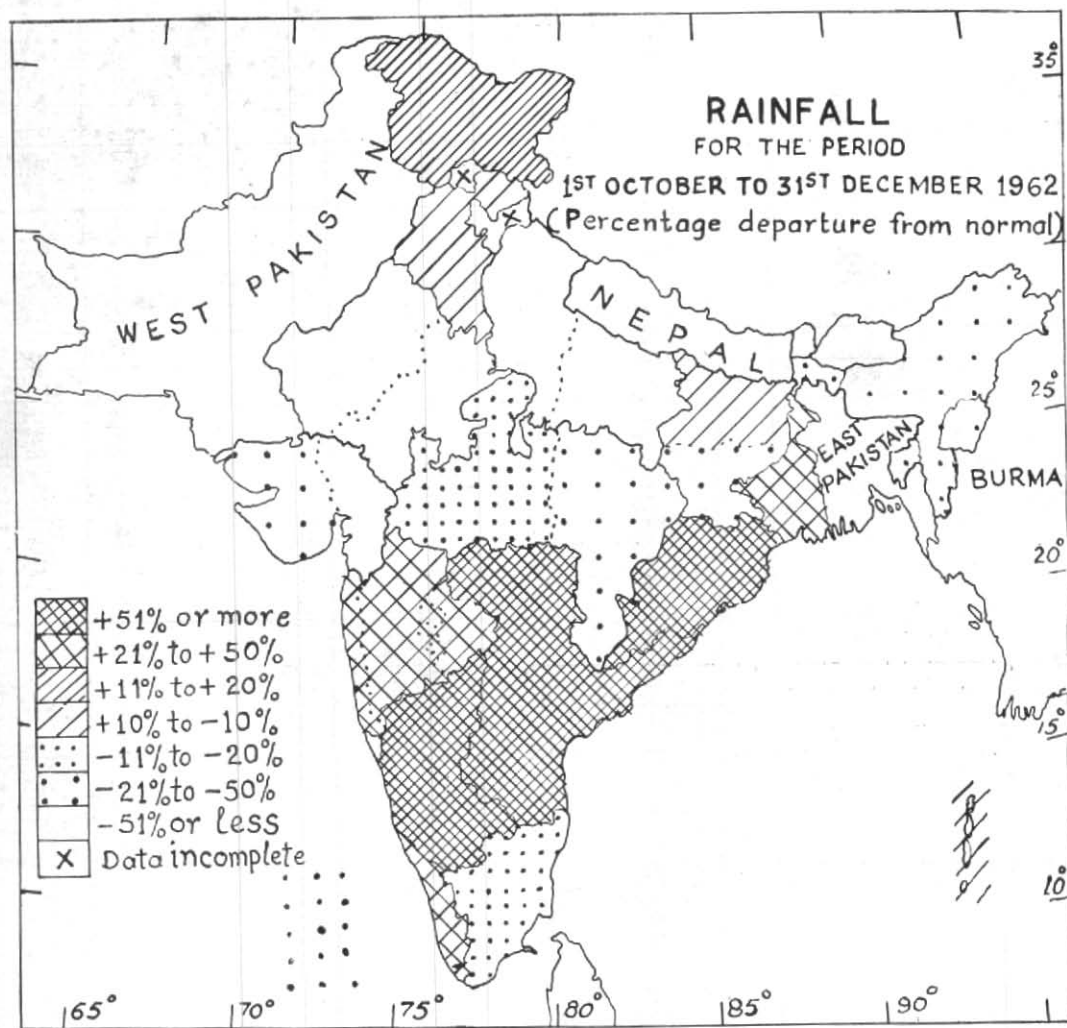 RAINFALL
FOR THE PERIOD
1ST OCTOBER TO 31ST DECEMBER 1962
(Percentage departure from normal)
35°
WEST PAKISTAN
NEPAL
25°
EAST
PAKISTAN
BURMA
20°
+51% or more
+21% to +50%
+11% to +20%
+10% to -10%
-11% to -20%
-21% to -50%
-51% or less
X Data incomplete
15°
10°
65° 70° 75° 80° 85° 90°